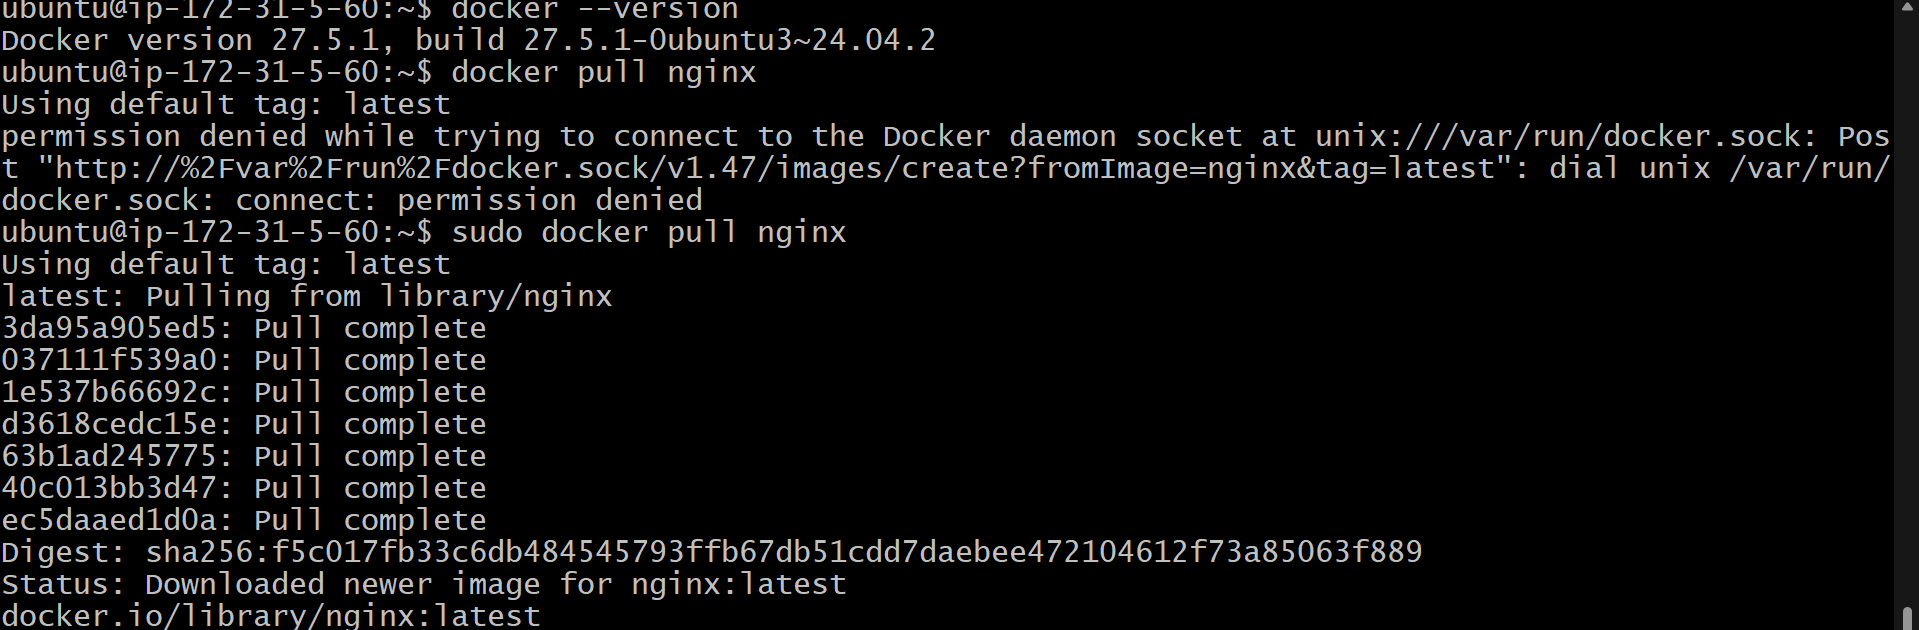 ubuntu@ip-172-31-5-60:~$ docker --version
Docker version 27.5.1, build 27.5.1-0ubuntu3~24.04.2
ubuntu@ip-172-31-5-60:~$ docker pull nginx
Using default tag: latest
permission denied while trying to connect to the Docker daemon socket at unix:///var/run/docker.sock: Pos
t "http://%2Fvar%2Frun%2Fdocker.sock/v1.47/images/create?fromImage=nginx&tag=latest": dial unix /var/run/
docker.sock: connect: permission denied
ubuntu@ip-172-31-5-60:~$ sudo docker pull nginx
Using default tag: latest
latest: Pulling from library/nginx
3da95a905ed5: Pull complete
037111f539a0: Pull complete
1e537b66692c: Pull complete
d3618cedc15e: Pull complete
63b1ad245775: Pull complete
40c013bb3d47: Pull complete
ec5daaed1d0a: Pull complete
Digest: sha256:f5c017fb33c6db484545793ffb67db51cdd7daebee472104612f73a85063f889
Status: Downloaded newer image for nginx:latest
docker.io/library/nginx:latest